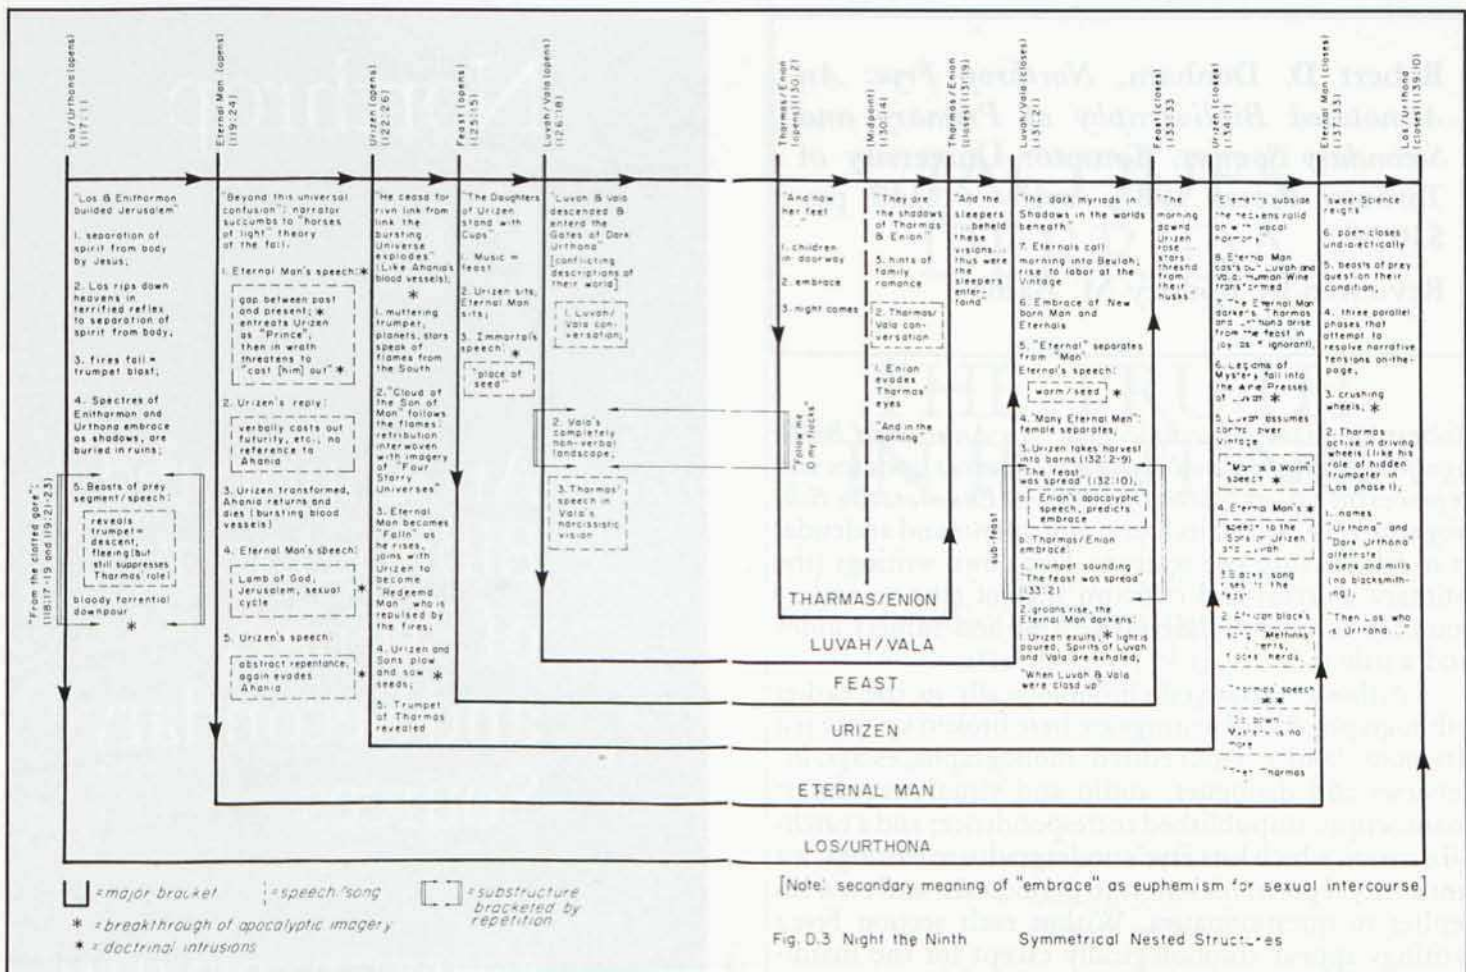 Los/Urthona (opens)
(117:1)
Eternal Man (opens)
(119:24)
Urizen (opens)
(122:26)
Feast (opens)
(125:15)
Luvah/Vala (opens)
(126:18)
Tharmas/Enion
(opens) (130:2)
(Midpoint)
(130:4)
Tharmas/Enion
(closes) (131:19)
Luvah/Vala (closes)
Feast (closes)
(133:33
Urizen (closes)
Eternal Man (closes)
(137:33)
Los/Urthona
(closes) (139:10)
"Los & Enitharmon
builded Jerusalem"
1. separation of
spirit from body
by Jesus;
2. Los rips down
heavens in
terrified reflex
to separation of
spirit from body;
3. fires fall =
trumpet blast;
4. Spectres of
Enitharmon and
Urthona embrace
as shadows, are
buried in ruins;
5. Beasts of prey
segment/speech:
reveals
trumpet =
descent,
fleeing (but
still suppresses
Tharmas' role)
bloody torrential
downpour
*
"From the clotted gore";
(118:17-19 and 119:21-23)
"Beyond this universal
confusion"; narrator
succumbs to "horses
of light" theory
of the fall.
1. Eternal Man's speech: *
gap between past
and present; *
entreats Urizen
as "Prince",
then in wrath
threatens to
"cast [him] out" *
2. Urizen's reply:
verbally casts out
futurity, etc.; no
reference to
Ahania
3. Urizen transformed,
Ahania returns and
dies (bursting blood
vessels)
4. Eternal Man's speech:
Lamb of God;
Jerusalem, sexual
cycle *
5. Urizen's speech:
abstract repentance,
again evades
Ahania *
"He ceasd for
rivn link from
link the
bursting
Universe
explodes"
(Like Ahania's
blood vessels);
*
1. muttering
trumpet,
planets, stars
speak of
flames from
the South
2. "Cloud of
the Son of
Man" follows
the flames:
retribution
interwoven
with imagery
of "Four
Starry
Universes"
3. Eternal
Man becomes
"Falln" as
he rises,
joins with
Urizen to
become
"Redeemd
Man" who is
repulsed by
the fires;
4. Urizen and
Sons plow
and sow *
seeds;
5. Trumpet
of Tharmas
revealed
"The Daughters
of Urizen
stand with
Cups"
1. Music =
feast
2. Urizen sits,
Eternal Man
sits;
3. Immortal's
speech: *
"place of
seed"
"Luvah & Vala
descended &
enterd the
Gates of Dark
Urthona"
[conflicting
descriptions of
their world]
1. Luvah/
Vala con-
versation
2. Vala's
completely
non-verbal
landscape,
3. Tharmas'
speech in
Vala's
narcissistic
vision
"And now
her feet"
1. children
in doorway
2. embrace
3. night comes
"Follow me
O my flocks"
"They are
the shadows
of Tharmas
& Enion"
3. hints of
family
romance
2. Tharmas/
Vala con-
versation
1. Enion
evades
Tharmas'
eyes
"And in the
morning"
"And the
sleepers
...beheld
these
visions...
thus were
the
sleepers
enter-
taind"
"the dark myriads in
Shadows in the worlds
beneath"
7. Eternals call
morning into Beulah;
rise to labor at the
Vintage
6. Embrace of New
born Man and
Eternals
5. "Eternal" separates
from "Man"
Eternal's speech:
worm/seed *
4. "Many Eternal Men":
female separates;
3. Urizen takes harvest
into barns (132:2-9)
"The feast
was spread" (132:10),
a. Enion's apocalyptic
speech, predicts
embrace
b. Tharmas/Enion
embrace:
c. trumpet sounding
"The feast was spread"
(133:2)
sub-feast
2. groans rise, the
Eternal Man darkens:
1. Urizen exults, * light is
poured, Spirits of Luvah
and Vala are exhaled,
"When Luvah & Vala
were closd up"
"The
morning
dawnd
Urizen
rose...
stars
threshd
from
their
husks"
Elements subside
the heavens rolld
on with vocal
harmony"
8. Eternal Man
casts out Luvah and
Vala, Human Wine
transformed
7. The Eternal Man
darkens, Tharmas
and Urthona arise
from the feast in
joy
6. Legions of
Mystery fall into
the Wine Presses
of Luvah *
5. Luvah assumes
control over
Vintage
"Man is a Worm"
speech *
4. Eternal Man's *
speech to the
Sons of Urizen
and Luvah
2. African black's
song "Methinks
Tharmas' speech
**
Mystery is no
more
Tharmas
"sweet Science
reigns"
6. poem closes
undialectically
5. beasts of prey
question their
condition,
4. three parallel
phases that
attempt to
resolve narrative
tensions on-the-
page,
3. crushing
wheels, *
2. Tharmas
active in driving
wheels (like his
role of hidden
trumpeter in
Los phase 1),
1. names
"Urthona" and
"Dark Urthona"
alternate
ovens and mills
(no blacksmith-
ing),
"Then Los who
is Urthona..."
THARMAS/ENION
LUVAH/VALA
FEAST
URIZEN
ETERNAL MAN
LOS/URTHONA
= major bracket
= speech/song
= substructure
bracketed by
repetition
* = breakthrough of apocalyptic imagery
* = doctrinal intrusions
[Note: secondary meaning of "embrace" as euphemism for sexual intercourse]
Fig. D.3 Night the Ninth Symmetrical Nested Structures